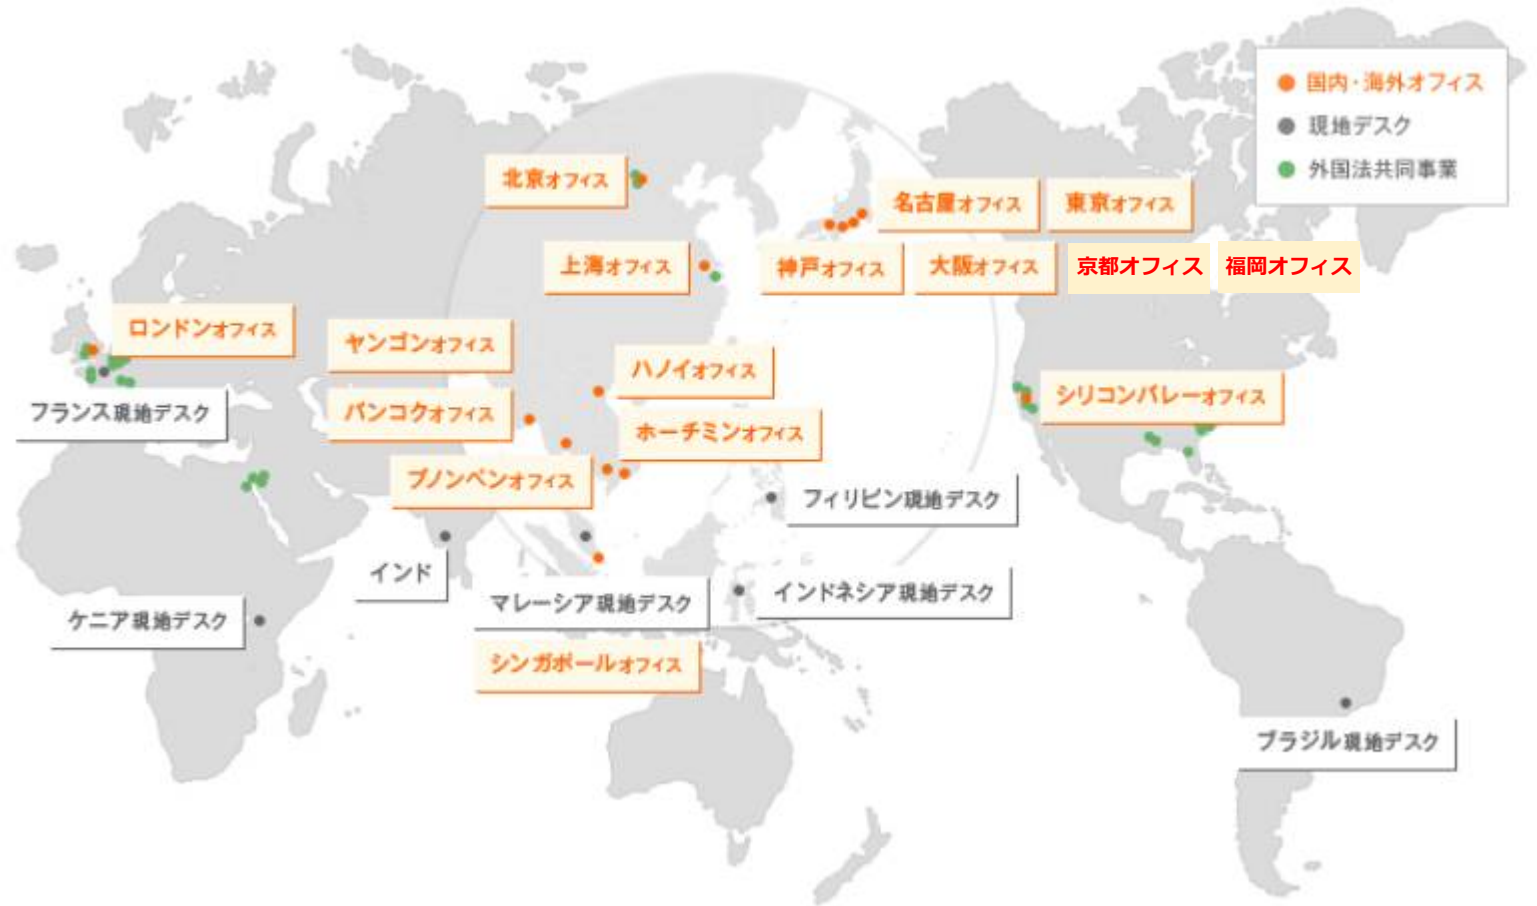 国内・海外オフィス
現地デスク
外国法共同事業
北京オフィス
名古屋オフィス
東京オフィス
上海オフィス
神戸オフィス
大阪オフィス
京都オフィス
福岡オフィス
ロンドンオフィス
ヤンゴンオフィス
ハノイオフィス
シリコンバレーオフィス
フランス現地デスク
バンコクオフィス
ホーチミンオフィス
プノンペンオフィス
フィリピン現地デスク
インド
マレーシア現地デスク
インドネシア現地デスク
ケニア現地デスク
シンガポールオフィス
ブラジル現地デスク